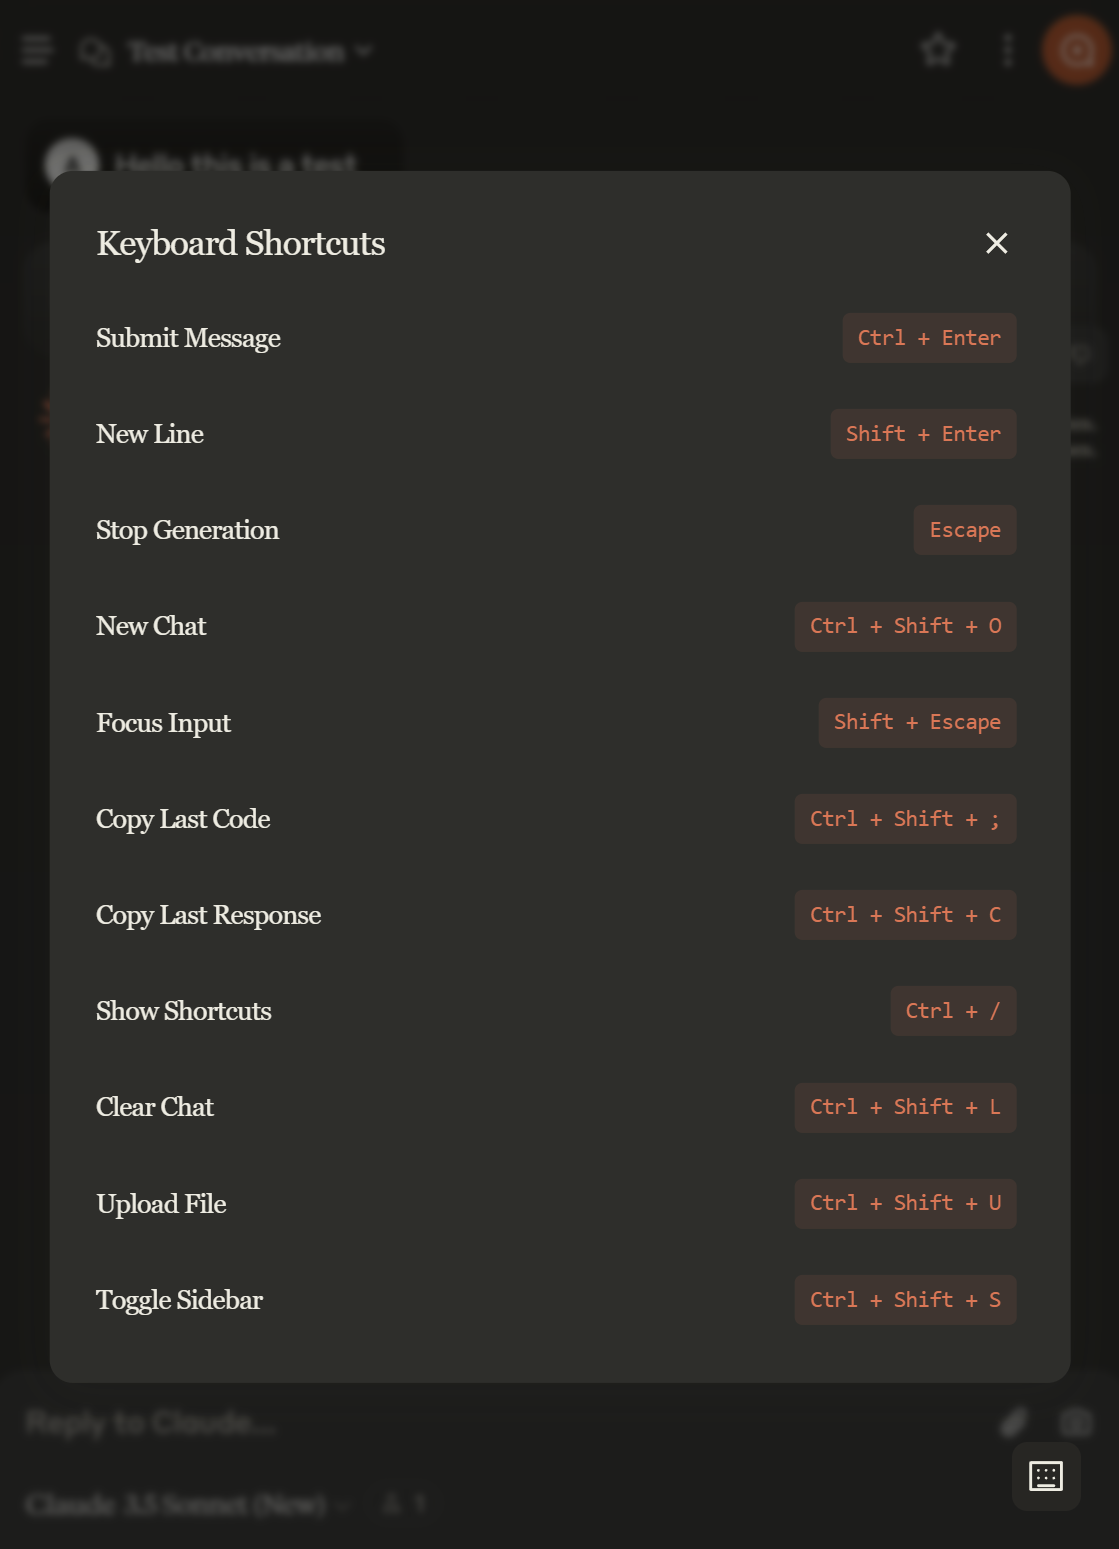 Test Conversation
Hello this is a test
Keyboard Shortcuts
Submit Message
Ctrl + Enter
New Line
Shift + Enter
Stop Generation
Escape
New Chat
Ctrl + Shift + O
Focus Input
Shift + Escape
Copy Last Code
Ctrl + Shift + ;
Copy Last Response
Ctrl + Shift + C
Show Shortcuts
Ctrl + /
Clear Chat
Ctrl + Shift + L
Upload File
Ctrl + Shift + U
Toggle Sidebar
Ctrl + Shift + S
Reply to Claude...
Claude 3.5 Sonnet (New)